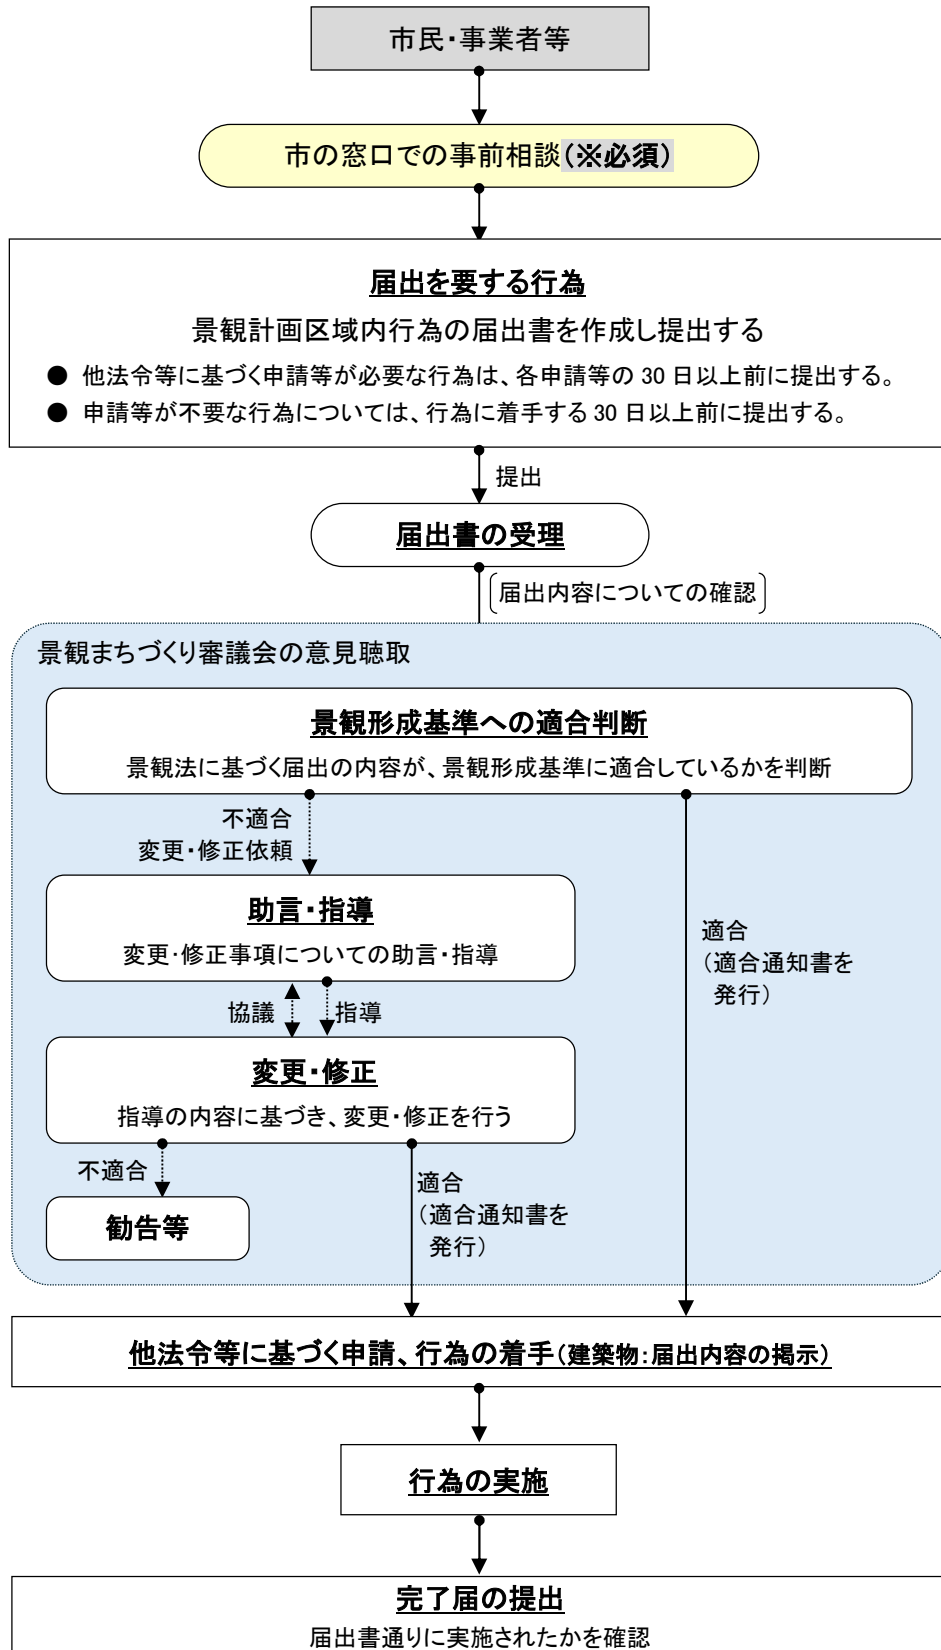 市民・事業者等
市の窓口での事前相談(※必須)
届出を要する行為
景観計画区域内行為の届出書を作成し提出する
● 他法令等に基づく申請等が必要な行為は、各申請等の 30 日以上前に提出する。
● 申請等が不要な行為については、行為に着手する 30 日以上前に提出する。
提出
届出書の受理
届出内容についての確認
景観まちづくり審議会の意見聴取
景観形成基準への適合判断
景観法に基づく届出の内容が、景観形成基準に適合しているかを判断
不適合
変更・修正依頼
助言・指導
変更・修正事項についての助言・指導
適合
(適合通知書を
発行)
協議
指導
変更・修正
指導の内容に基づき、変更・修正を行う
不適合
勧告等
適合
(適合通知書を
発行)
他法令等に基づく申請、行為の着手(建築物:届出内容の掲示)
行為の実施
完了届の提出
届出書通りに実施されたかを確認